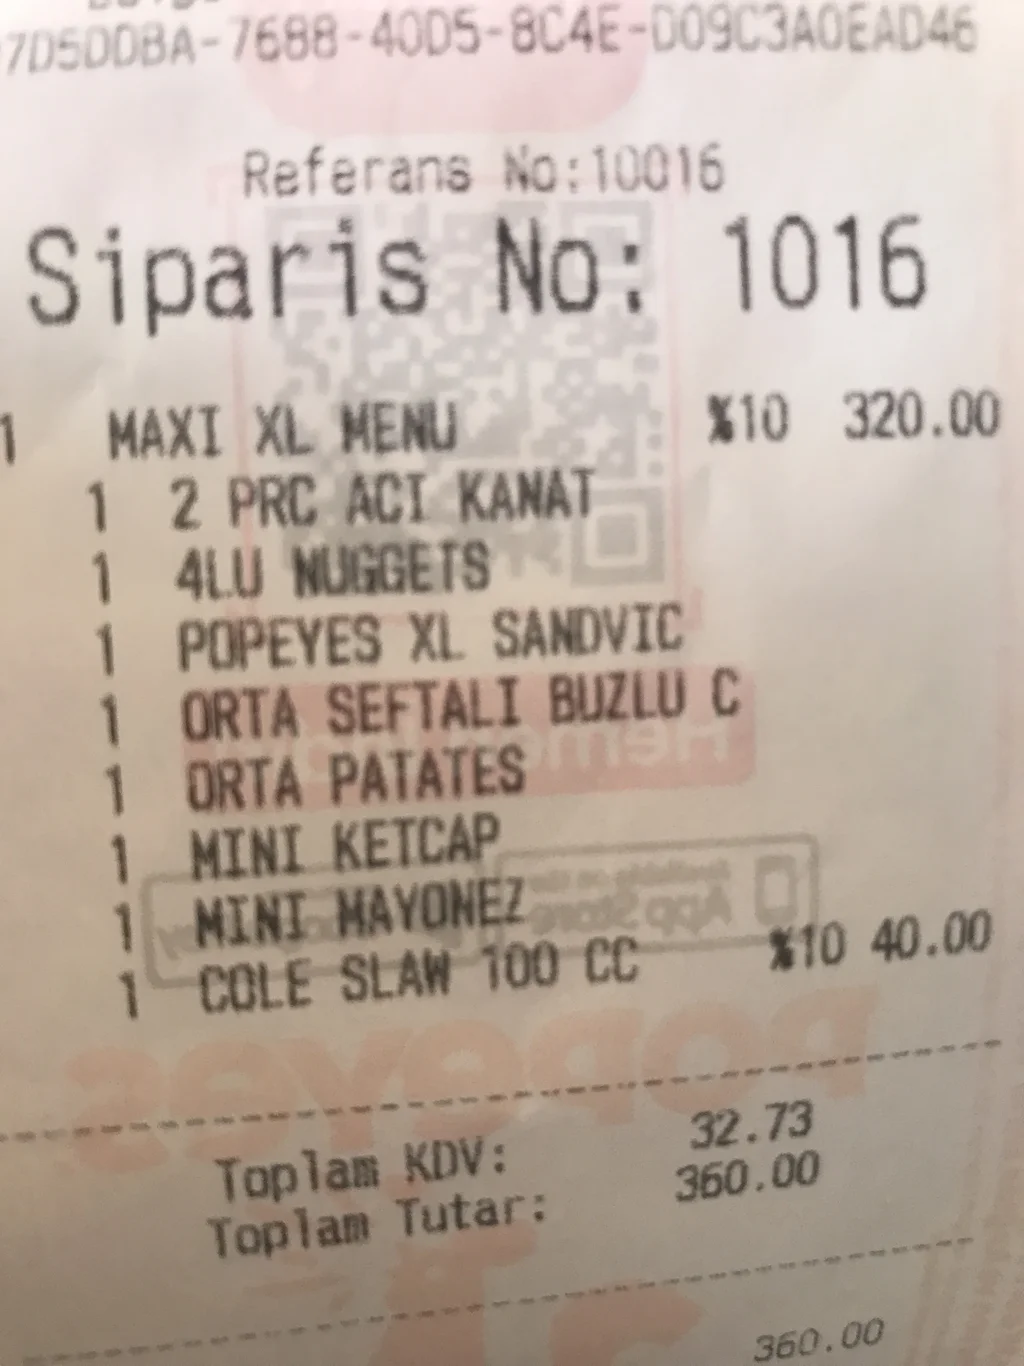 7D5DDBA-7688-40D5-8C4E-D09C3A0EAD46
Referans No:10016
Siparis No: 1016
1 MAXI XL MENU %10 320.00
1 2 PRC ACI KANAT
1 4LU NUGGETS
1 POPEYES XL SANDVIC
1 ORTA SEFTALI BUZLU C
1 ORTA PATATES
1 MINI KETCAP
1 MINI MAYONEZ
1 COLE SLAW 100 CC %10 40.00
Toplam KDV: 32.73
Toplam Tutar: 360.00
360.00